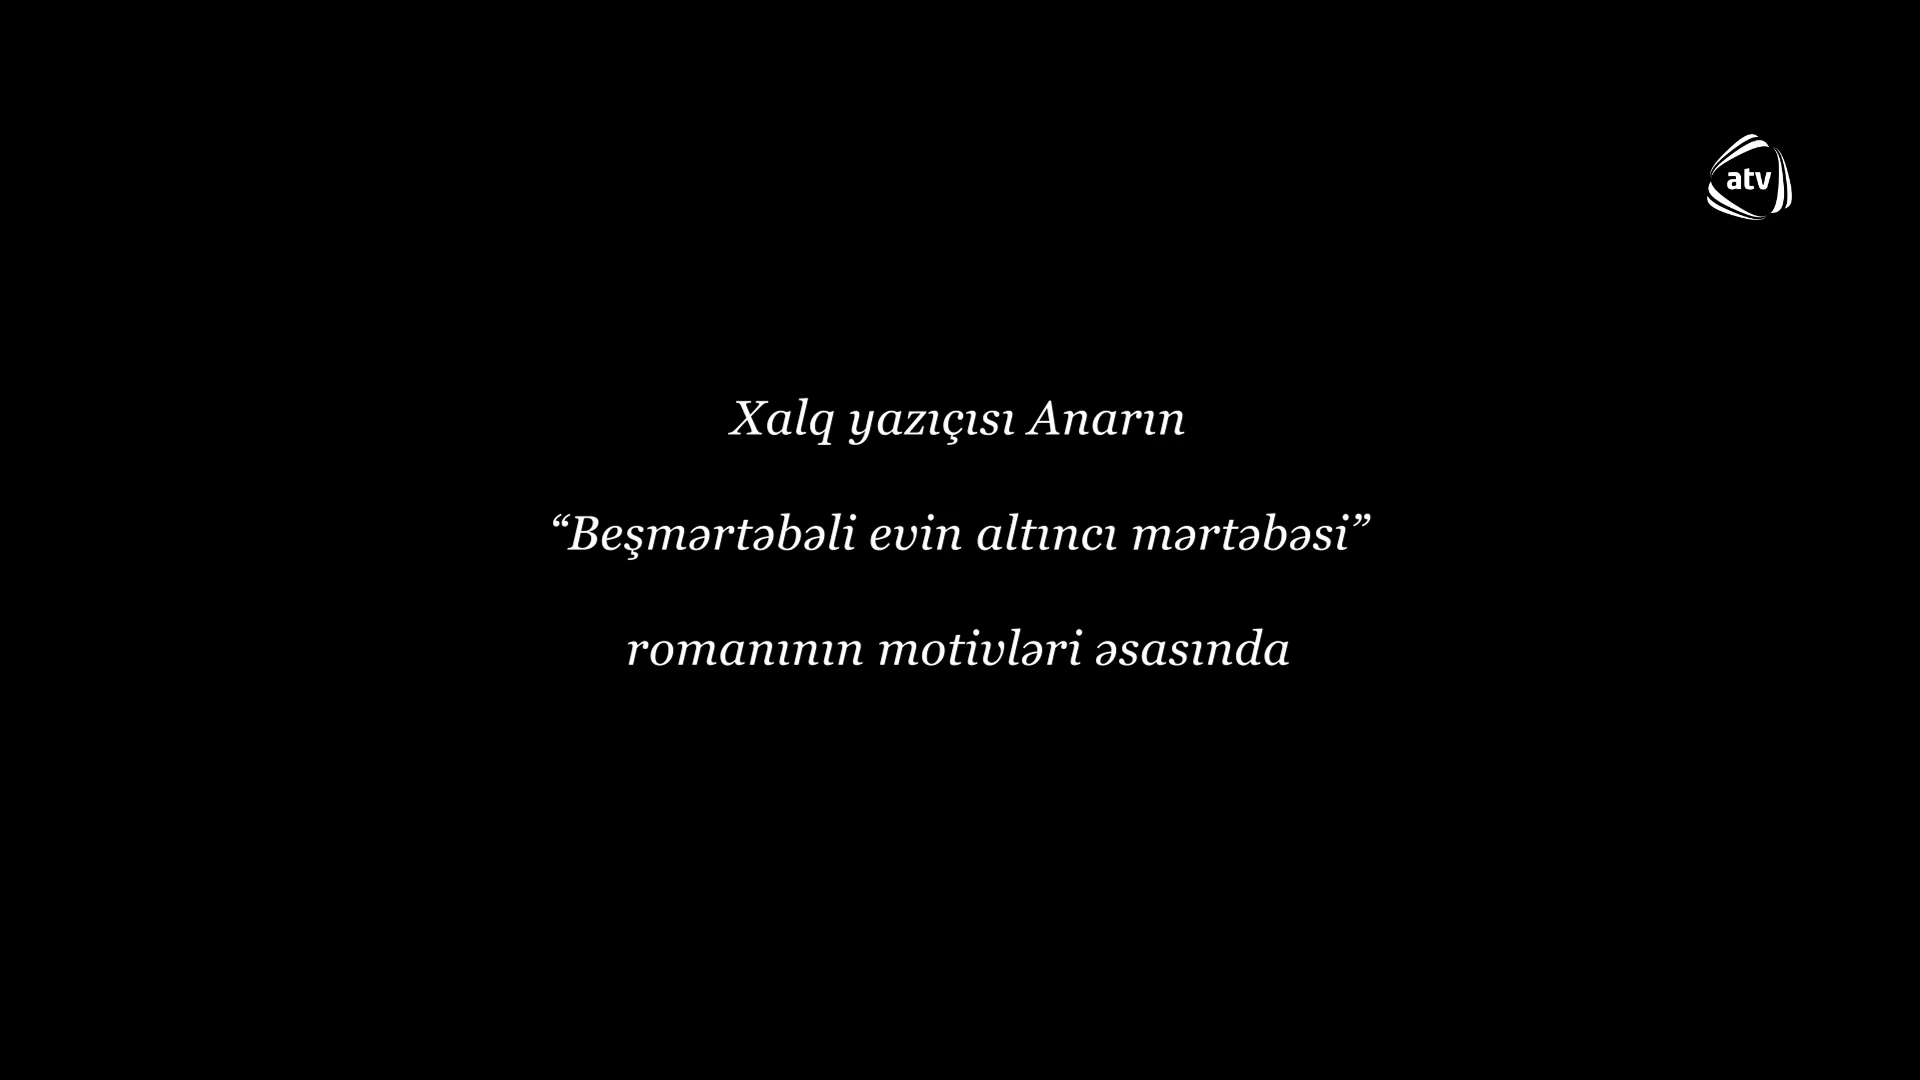 atv
Xalq yazıçısı Anarın
“Beşmərtəbəli evin altıncı mərtəbəsi”
romanının motivləri əsasında